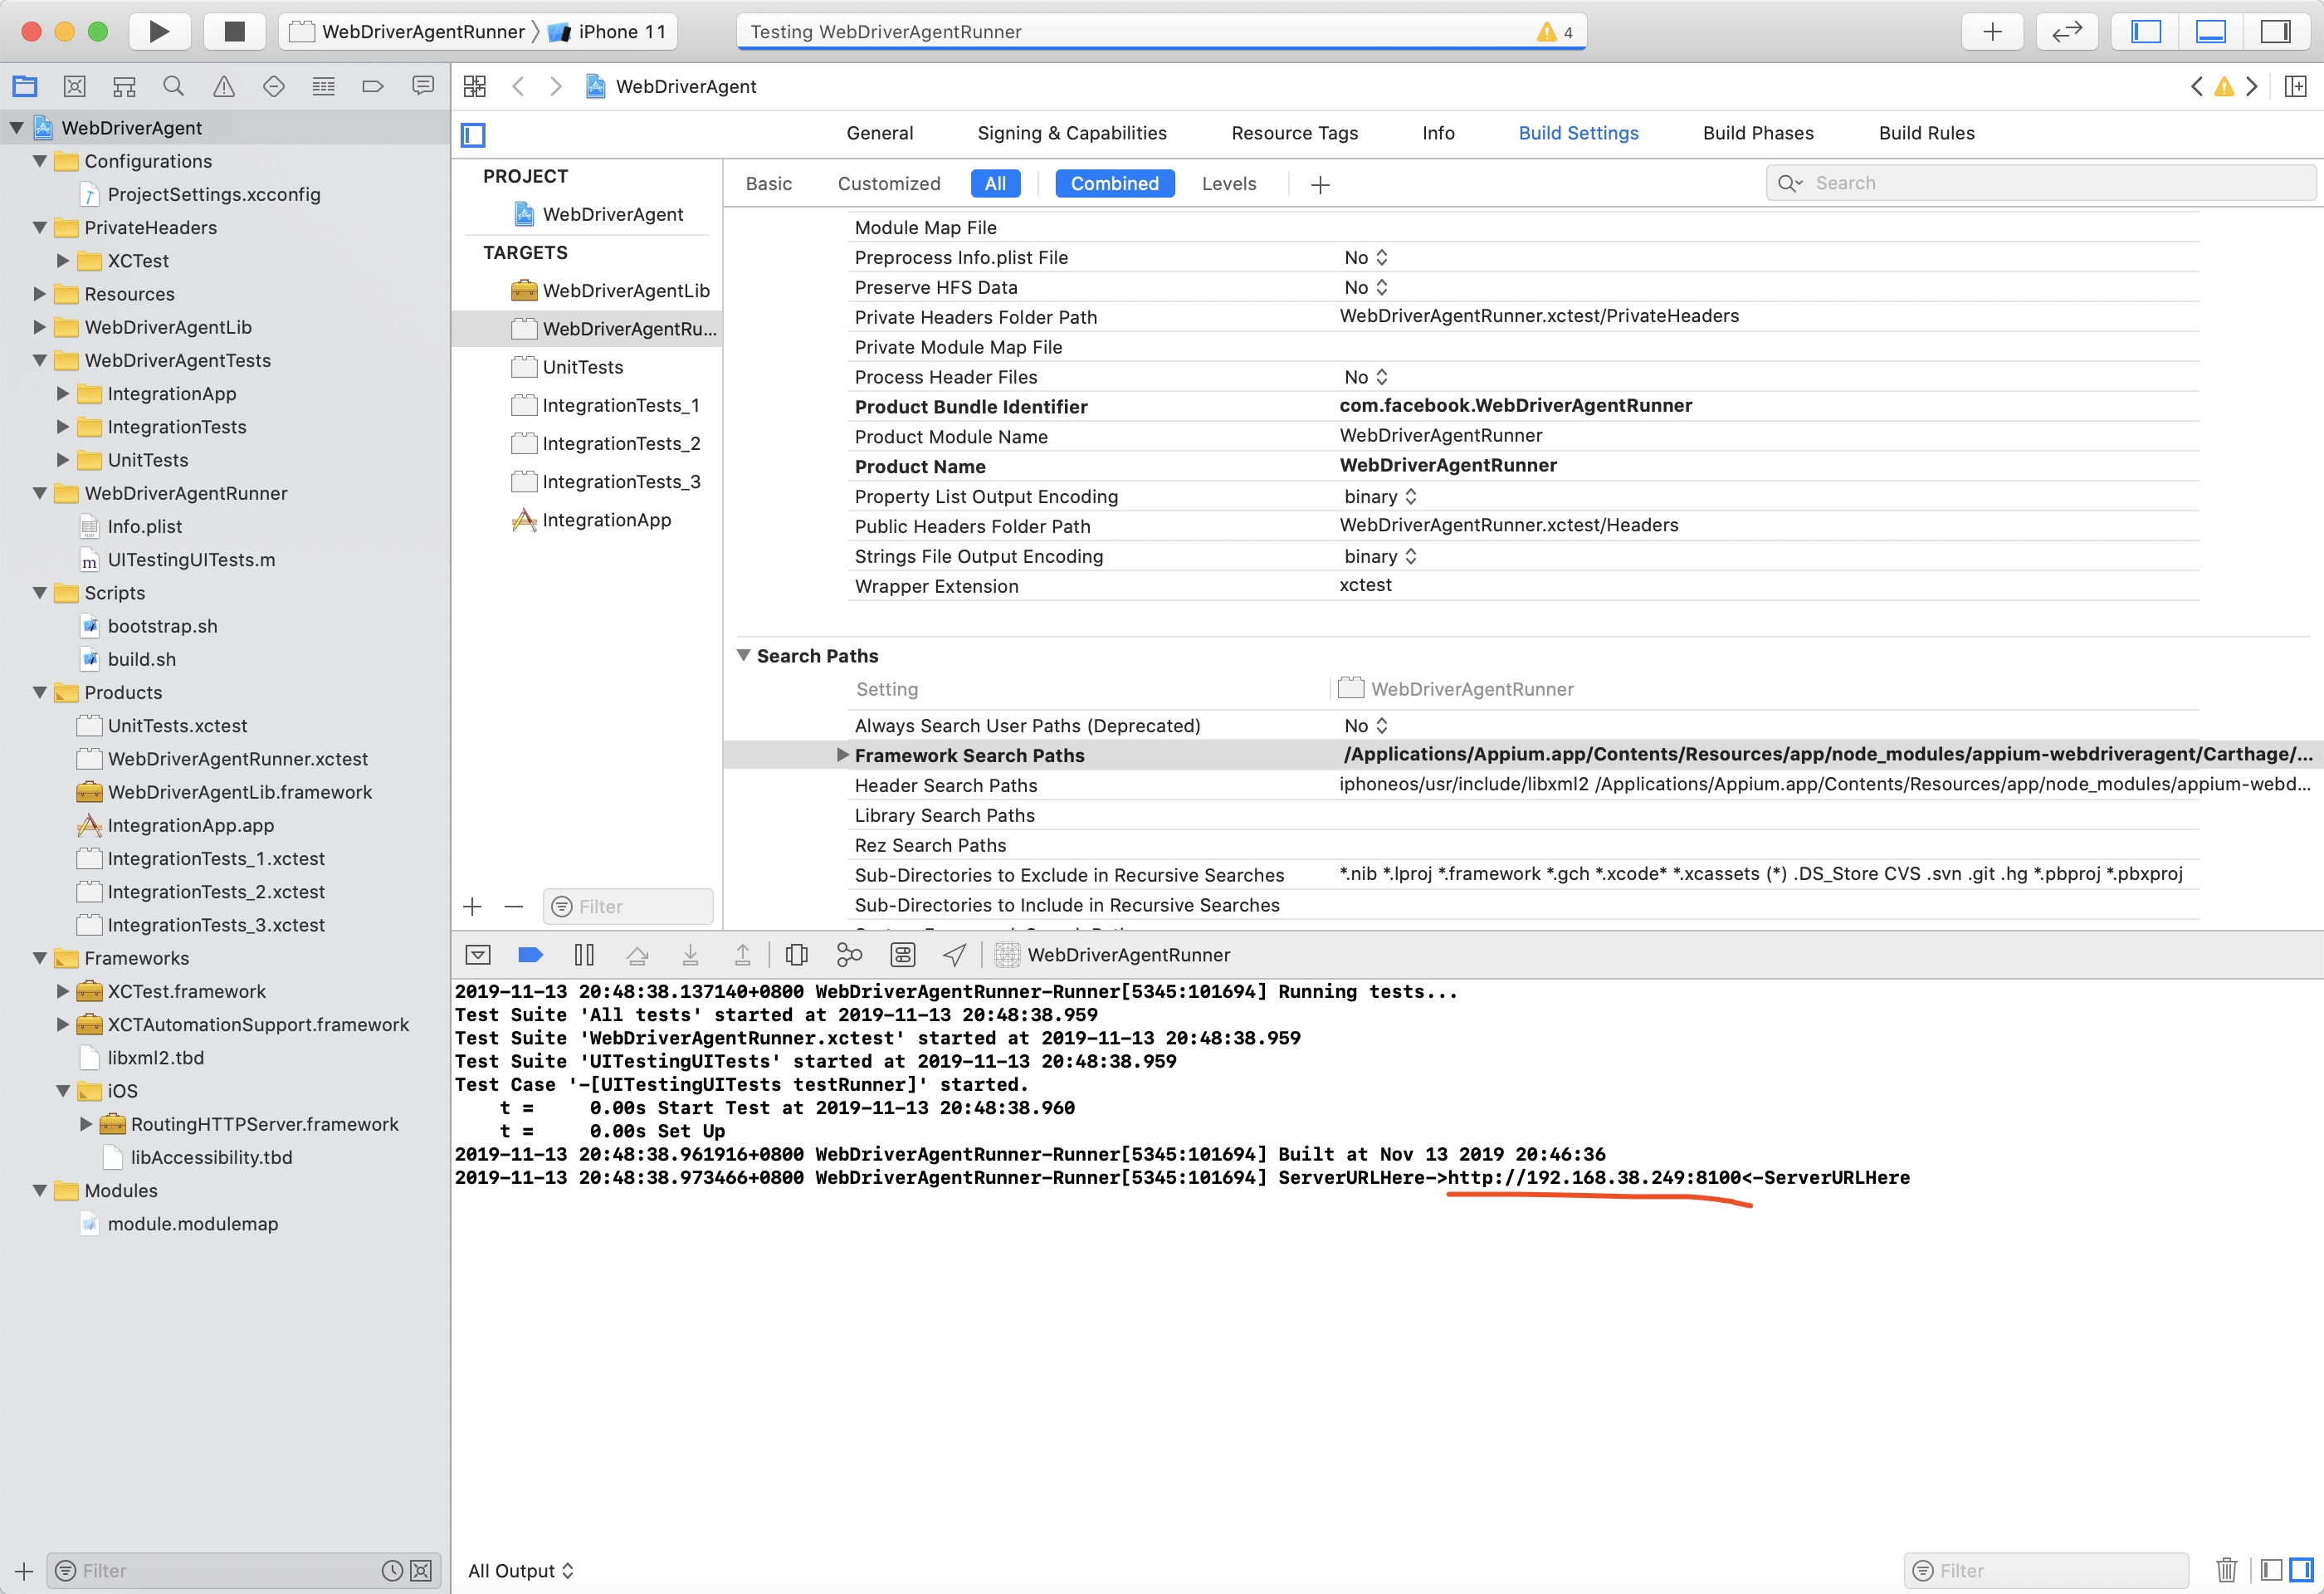 WebDriverAgentRunner
iPhone 11
Testing WebDriverAgentRunner
4
WebDriverAgent
General
Signing & Capabilities
Resource Tags
Info
Build Settings
Build Phases
Build Rules
Basic
Customized
All
Combined
Levels
Search
WebDriverAgent
Configurations
ProjectSettings.xcconfig
PrivateHeaders
XCTest
Resources
WebDriverAgentLib
WebDriverAgentTests
IntegrationApp
IntegrationTests
UnitTests
WebDriverAgentRunner
Info.plist
UITestingUITests.m
Scripts
bootstrap.sh
build.sh
Products
UnitTests.xctest
WebDriverAgentRunner.xctest
WebDriverAgentLib.framework
IntegrationApp.app
IntegrationTests_1.xctest
IntegrationTests_2.xctest
IntegrationTests_3.xctest
Frameworks
XCTest.framework
XCTAutomationSupport.framework
libxml2.tbd
iOS
RoutingHTTPServer.framework
libAccessibility.tbd
Modules
module.modulemap
Filter
PROJECT
WebDriverAgent
TARGETS
WebDriverAgentLib
WebDriverAgentRu...
UnitTests
IntegrationTests_1
IntegrationTests_2
IntegrationTests_3
IntegrationApp
Filter
Module Map File
Preprocess Info.plist File No
Preserve HFS Data No
Private Headers Folder Path WebDriverAgentRunner.xctest/PrivateHeaders
Private Module Map File
Process Header Files No
Product Bundle Identifier com.facebook.WebDriverAgentRunner
Product Module Name WebDriverAgentRunner
Product Name WebDriverAgentRunner
Property List Output Encoding binary
Public Headers Folder Path WebDriverAgentRunner.xctest/Headers
Strings File Output Encoding binary
Wrapper Extension xctest
Search Paths
Setting WebDriverAgentRunner
Always Search User Paths (Deprecated) No
Framework Search Paths /Applications/Appium.app/Contents/Resources/app/node_modules/appium-webdriveragent/Carthage/...
Header Search Paths iphoneos/usr/include/libxml2 /Applications/Appium.app/Contents/Resources/app/node_modules/appium-webd...
Library Search Paths
Rez Search Paths
Sub-Directories to Exclude in Recursive Searches *.nib *.lproj *.framework *.gch *.xcode* *.xcassets (*) .DS_Store CVS .svn .git .hg *.pbproj *.pbxproj
Sub-Directories to Include in Recursive Searches
WebDriverAgentRunner
2019-11-13 20:48:38.137140+0800 WebDriverAgentRunner-Runner[5345:101694] Running tests...
Test Suite 'All tests' started at 2019-11-13 20:48:38.959
Test Suite 'WebDriverAgentRunner.xctest' started at 2019-11-13 20:48:38.959
Test Suite 'UITestingUITests' started at 2019-11-13 20:48:38.959
Test Case '-[UITestingUITests testRunner]' started.
t = 0.00s Start Test at 2019-11-13 20:48:38.960
t = 0.00s Set Up
2019-11-13 20:48:38.961916+0800 WebDriverAgentRunner-Runner[5345:101694] Built at Nov 13 2019 20:46:36
2019-11-13 20:48:38.973466+0800 WebDriverAgentRunner-Runner[5345:101694] ServerURLHere->http://192.168.38.249:8100<-ServerURLHere
All Output
Filter